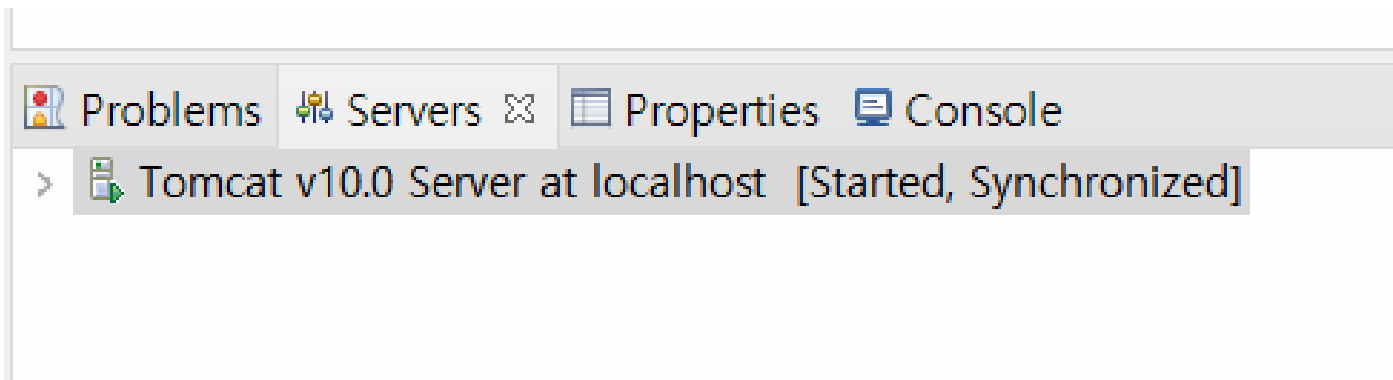 Problems Servers Properties Console
Tomcat v10.0 Server at localhost [Started, Synchronized]